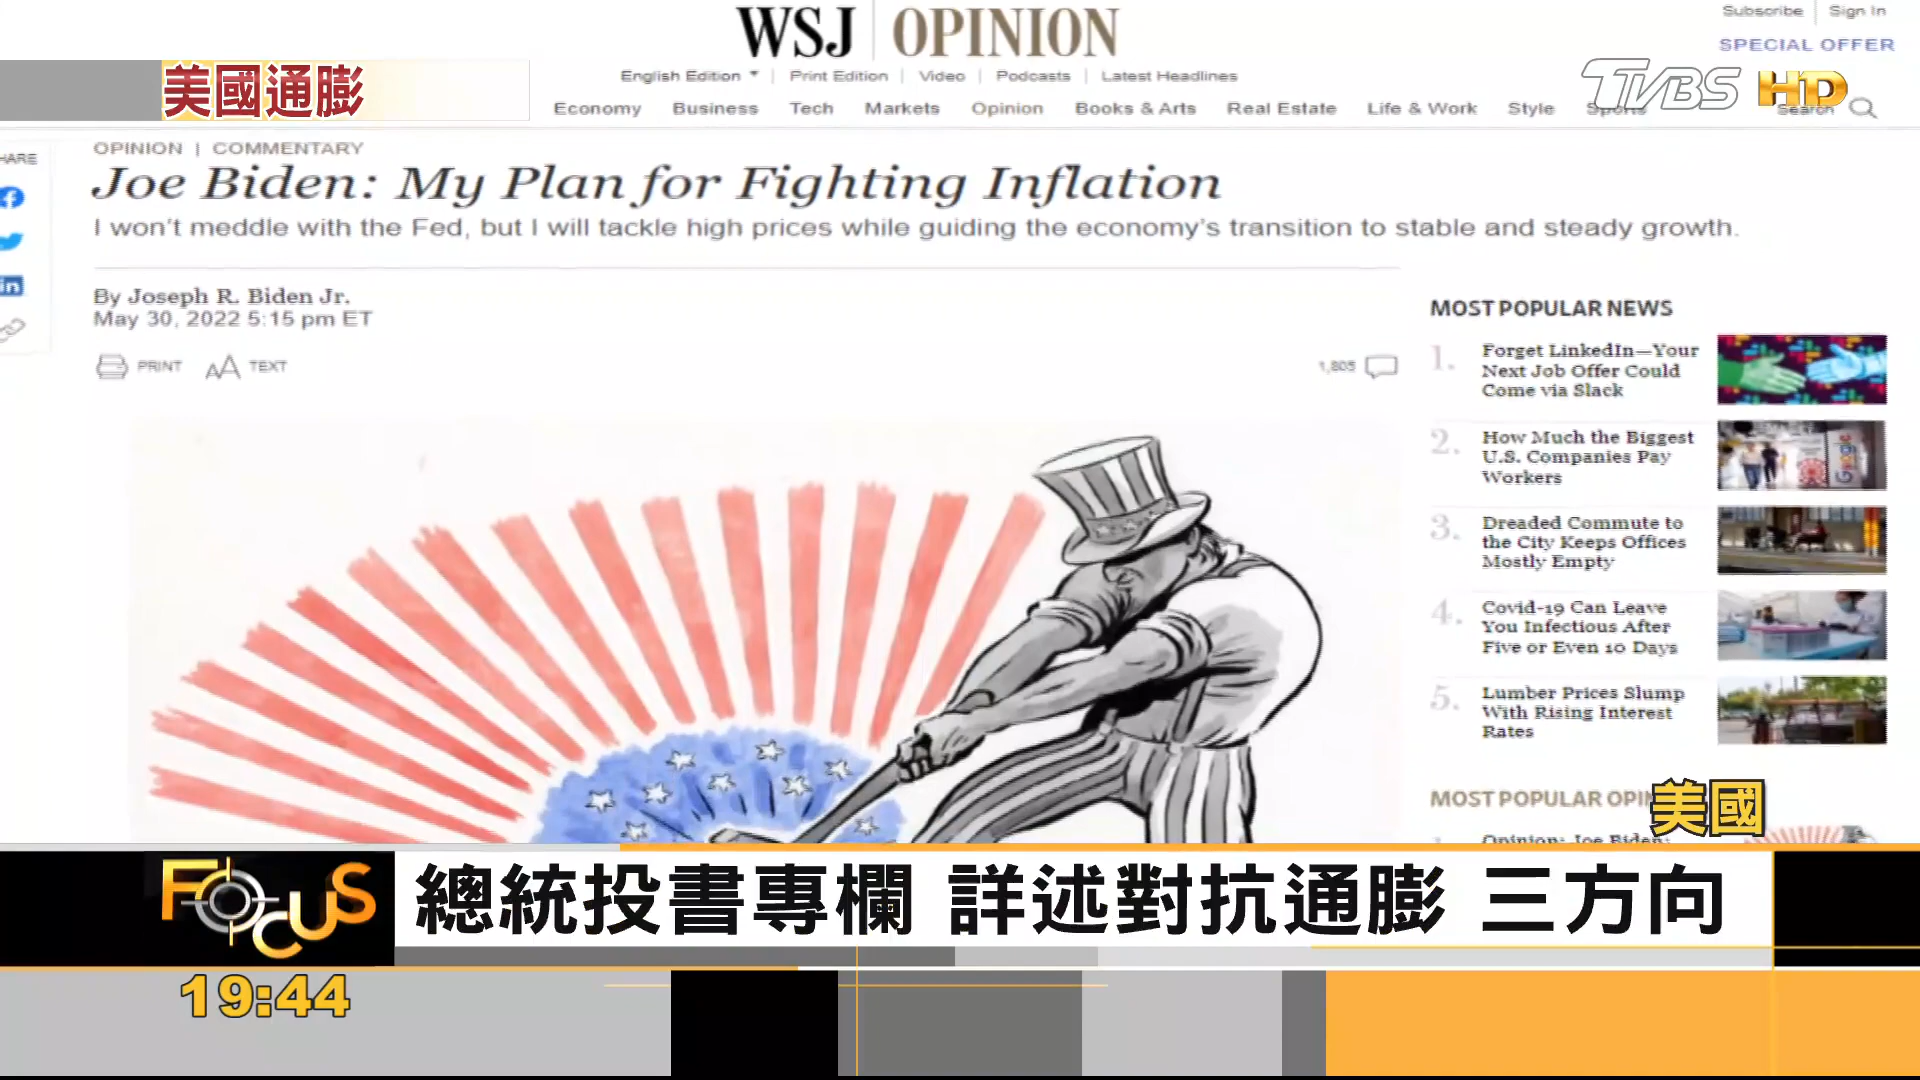 WSJ OPINION
Subscribe Sign In
SPECIAL OFFER
English Edition Print Edition Video Podcasts Latest Headlines
美國通膨
TVBS HD
Economy Business Tech Markets Opinion Books & Arts Real Estate Life & Work Style Sports Search
OPINION | COMMENTARY
HARE
Joe Biden: My Plan for Fighting Inflation
I won't meddle with the Fed, but I will tackle high prices while guiding the economy's transition to stable and steady growth.
By Joseph R. Biden Jr.
May 30, 2022 5:15 pm ET
PRINT AA TEXT
1,805
MOST POPULAR NEWS
1. Forget LinkedIn—Your
Next Job Offer Could
Come via Slack
2. How Much the Biggest
U.S. Companies Pay
Workers
Google
3. Dreaded Commute to
the City Keeps Offices
Mostly Empty
4. Covid-19 Can Leave
You Infectious After
Five or Even 10 Days
5. Lumber Prices Slump
With Rising Interest
Rates
MOST POPULAR OPIN
美國
Opinion: Joe Biden:
FOCUS
總統投書專欄 詳述對抗通膨 三方向
19:44